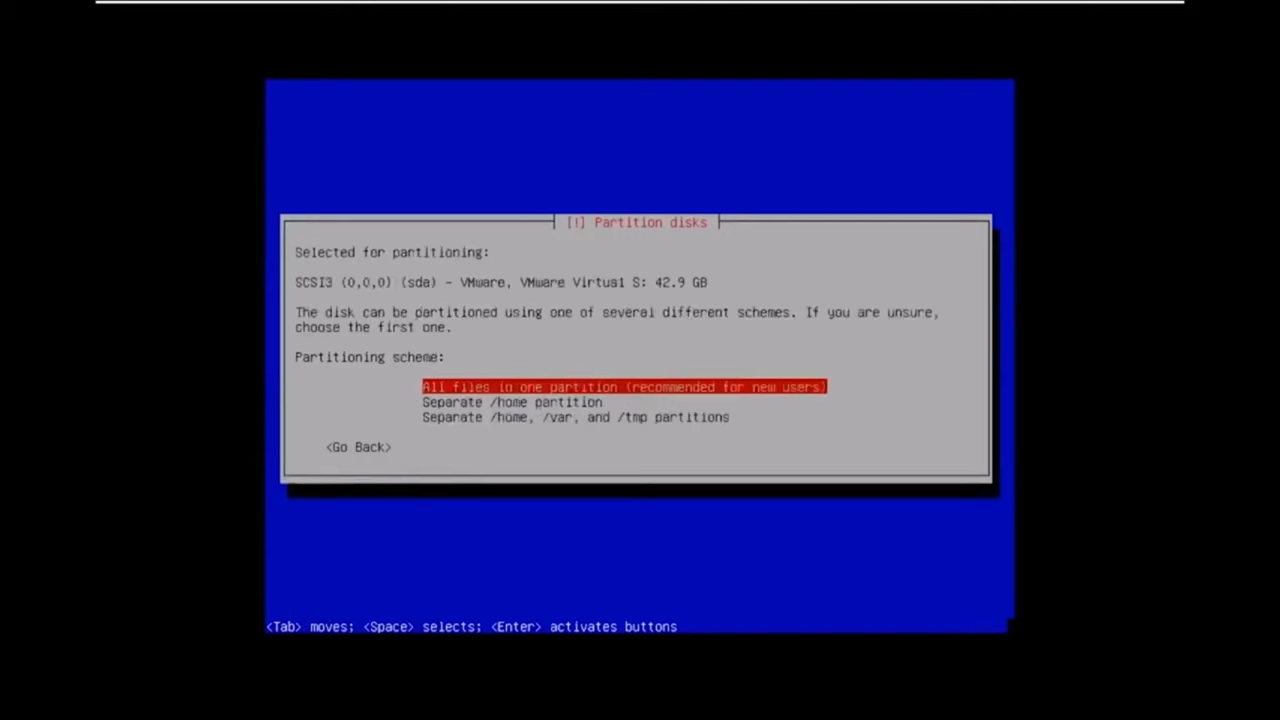 [!] Partition disks
Selected for partitioning:
SCSI3 (0,0,0) (sda) - VMware, VMware Virtual S: 42.9 GB
The disk can be partitioned using one of several different schemes. If you are unsure,
choose the first one.
Partitioning scheme:
All files in one partition (recommended for new users)
Separate /home partition
Separate /home, /var, and /tmp partitions
<Go Back>
<Tab> moves; <Space> selects; <Enter> activates buttons